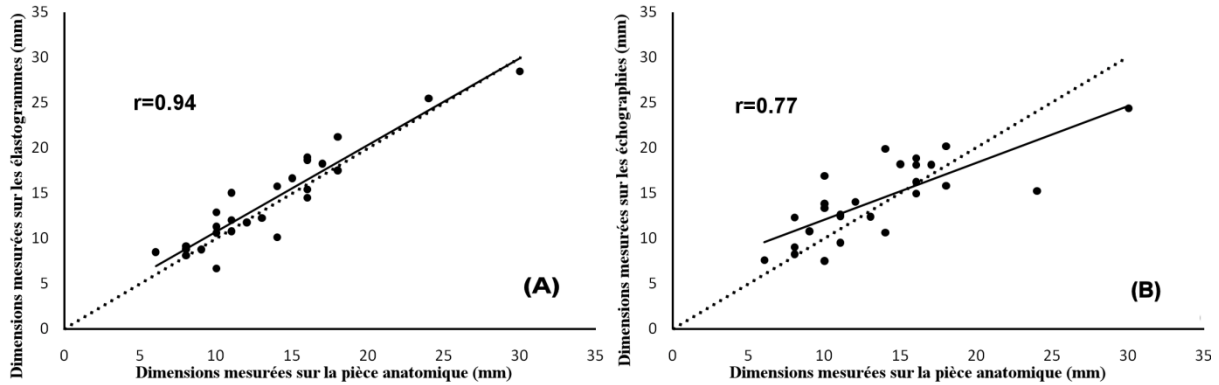 35
30
25
20
15
10
5
0
Dimensions mesurées sur les élastogrammes (mm)
r=0.94
(A)
0 5 10 15 20 25 30 35
Dimensions mesurées sur la pièce anatomique (mm)
35
30
25
20
15
10
5
0
Dimensions mesurées sur les échographies (mm)
r=0.77
(B)
0 5 10 15 20 25 30 35
Dimensions mesurées sur la pièce anatomique (mm)